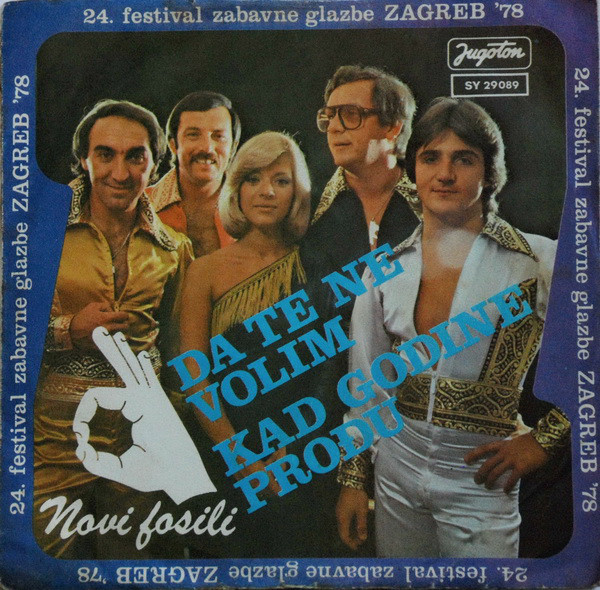 24. festival zabavne glazbe ZAGREB '78
Jugoton
SY 29089
24. festival zabavne glazbe ZAGREB '78
24. festival zabavne glazbe ZAGREB '78
DA TE NE
VOLIM
KAD GODINE
PROĐU
Novi fosili
24. festival zabavne glazbe ZAGREB '78